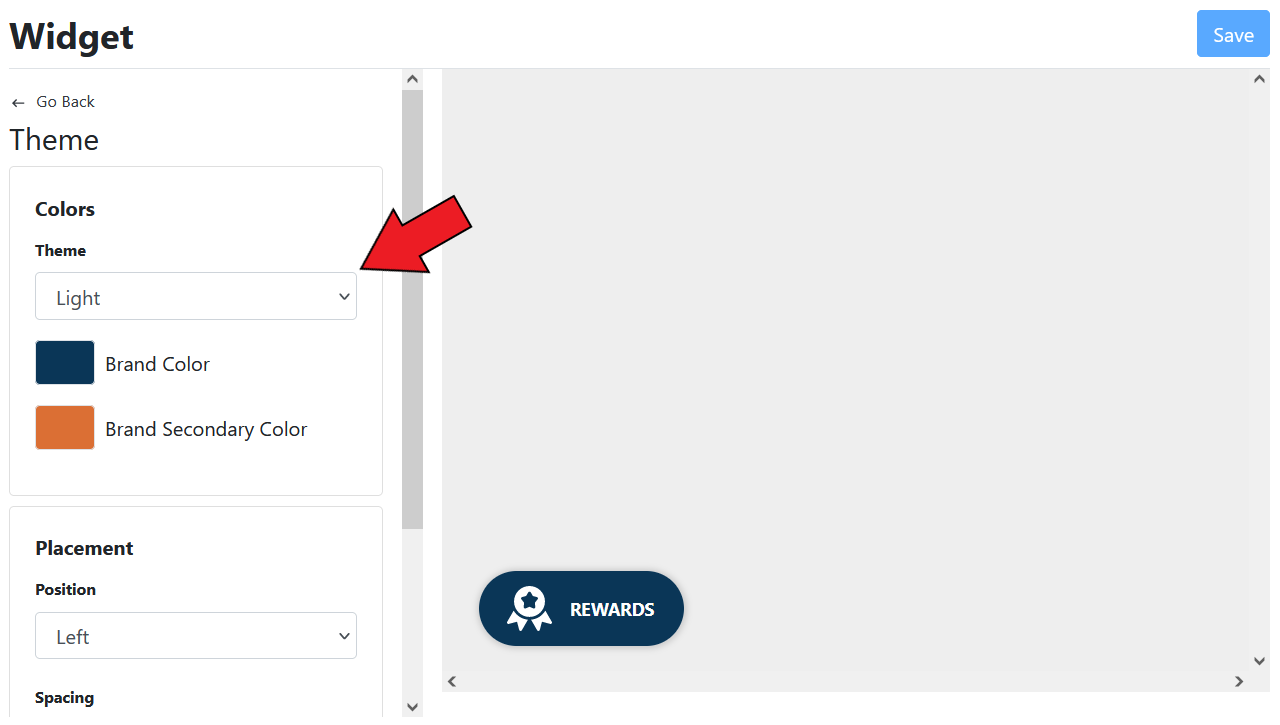 Widget
Save
Go Back
Theme
Colors
Theme
Light
Brand Color
Brand Secondary Color
Placement
Position
Left
Spacing
REWARDS